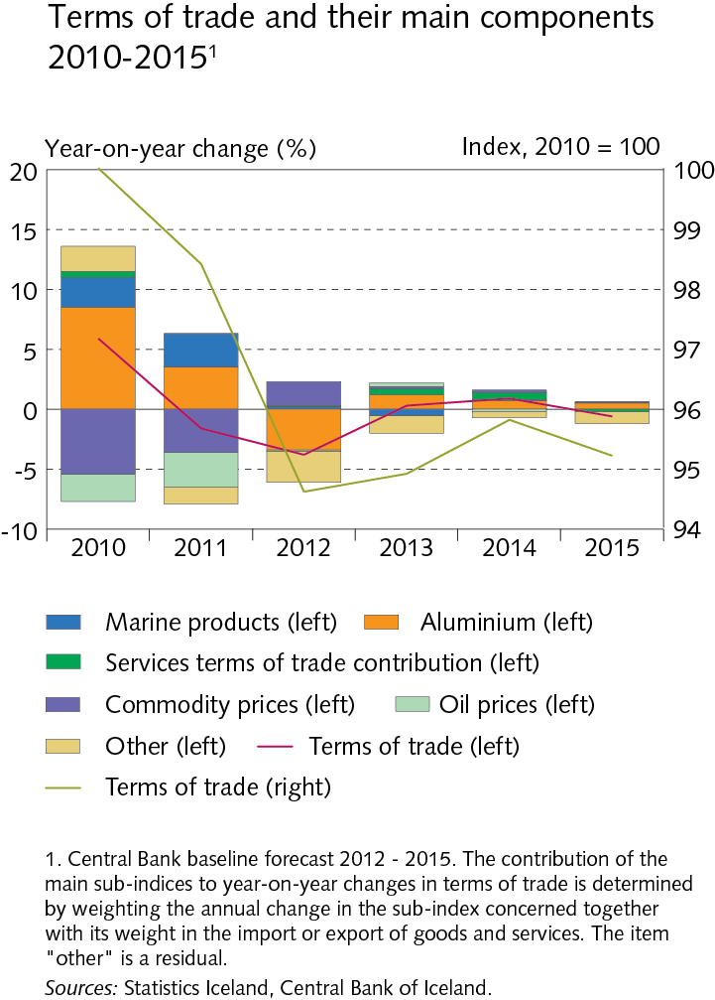 Terms of trade and their main components
2010-2015¹
Year-on-year change (%)
Index, 2010 = 100
20
15
10
5
0
-5
-10
100
99
98
97
96
95
94
2010 2011 2012 2013 2014 2015
Marine products (left) Aluminium (left)
Services terms of trade contribution (left)
Commodity prices (left) Oil prices (left)
Other (left) Terms of trade (left)
Terms of trade (right)
1. Central Bank baseline forecast 2012 - 2015. The contribution of the
main sub-indices to year-on-year changes in terms of trade is determined
by weighting the annual change in the sub-index concerned together
with its weight in the import or export of goods and services. The item
"other" is a residual.
Sources: Statistics Iceland, Central Bank of Iceland.